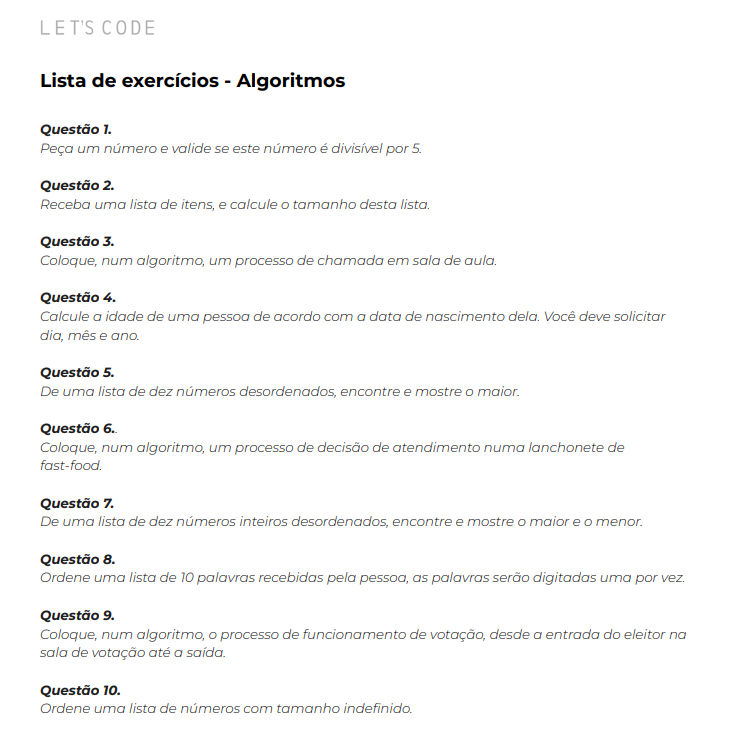 LET'S CODE
Lista de exercícios - Algoritmos
Questão 1.
Peça um número e valide se este número é divisível por 5.
Questão 2.
Receba uma lista de itens, e calcule o tamanho desta lista.
Questão 3.
Coloque, num algoritmo, um processo de chamada em sala de aula.
Questão 4.
Calcule a idade de uma pessoa de acordo com a data de nascimento dela. Você deve solicitar
dia, mês e ano.
Questão 5.
De uma lista de dez números desordenados, encontre e mostre o maior.
Questão 6..
Coloque, num algoritmo, um processo de decisão de atendimento numa lanchonete de
fast-food.
Questão 7.
De uma lista de dez números inteiros desordenados, encontre e mostre o maior e o menor.
Questão 8.
Ordene uma lista de 10 palavras recebidas pela pessoa, as palavras serão digitadas uma por vez.
Questão 9.
Coloque, num algoritmo, o processo de funcionamento de votação, desde a entrada do eleitor na
sala de votação até a saída.
Questão 10.
Ordene uma lista de números com tamanho indefinido.